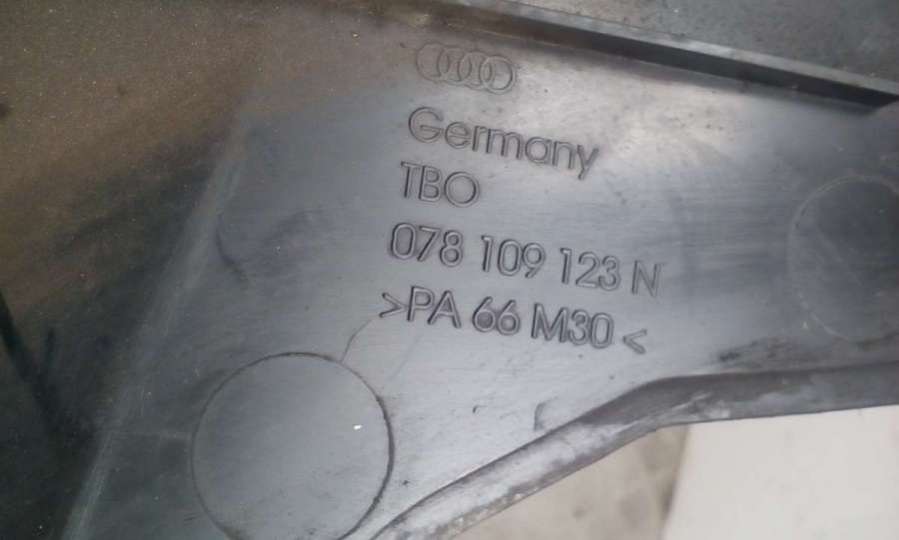 Germany
TBO
078 109 123 N
>PA 66 M30<